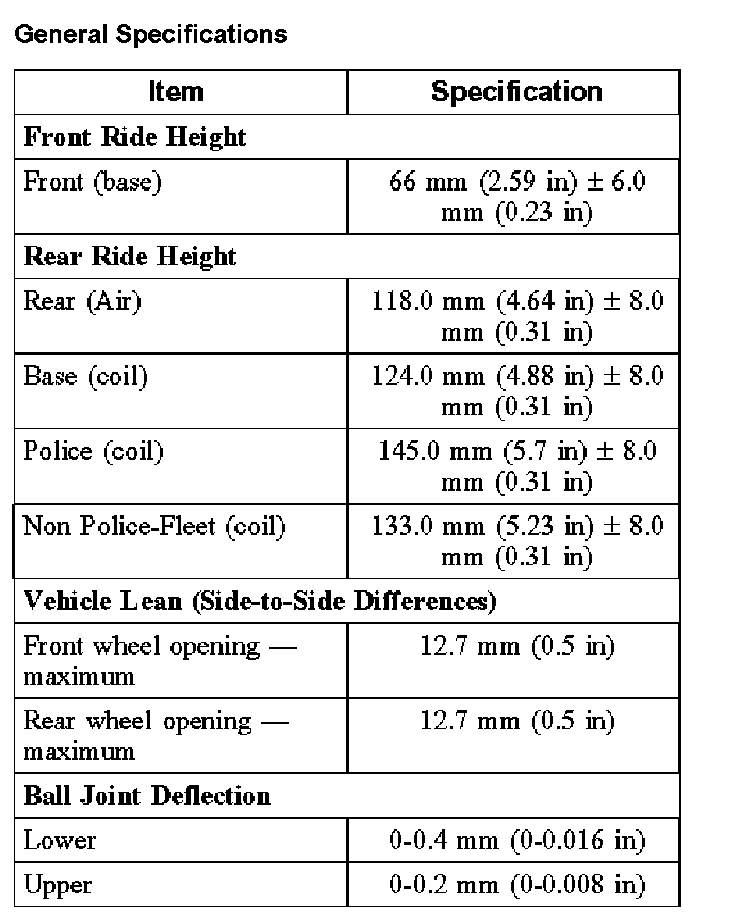 General Specifications
Item Specification
Front Ride Height
Front (base) 66 mm (2.59 in) ± 6.0
mm (0.23 in)
Rear Ride Height
Rear (Air) 118.0 mm (4.64 in) ± 8.0
mm (0.31 in)
Base (coil) 124.0 mm (4.88 in) ± 8.0
mm (0.31 in)
Police (coil) 145.0 mm (5.7 in) ± 8.0
mm (0.31 in)
Non Police-Fleet (coil) 133.0 mm (5.23 in) ± 8.0
mm (0.31 in)
Vehicle Lean (Side-to-Side Differences)
Front wheel opening — 12.7 mm (0.5 in)
maximum
Rear wheel opening — 12.7 mm (0.5 in)
maximum
Ball Joint Deflection
Lower 0-0.4 mm (0-0.016 in)
Upper 0-0.2 mm (0-0.008 in)